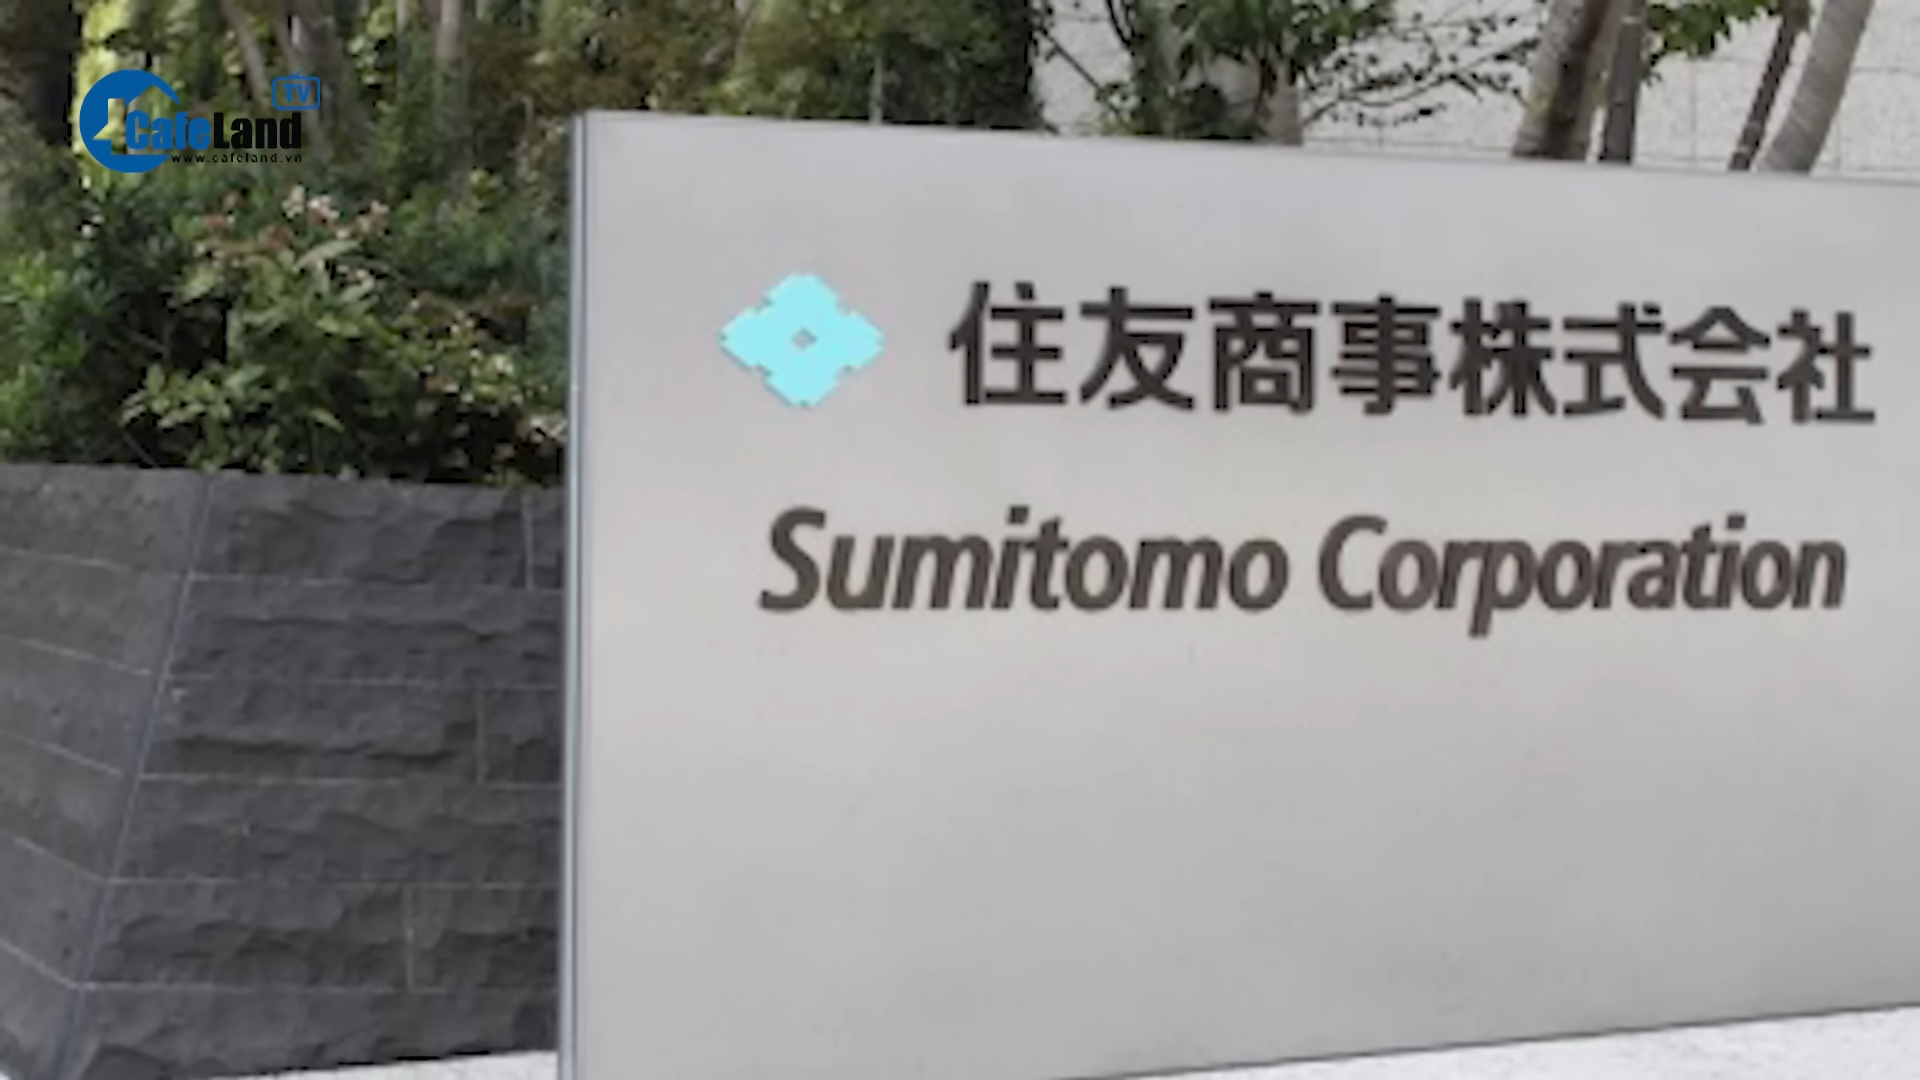 TV
CafeLand
www.cafeland.vn
住友商事株式会社
Sumitomo Corporation